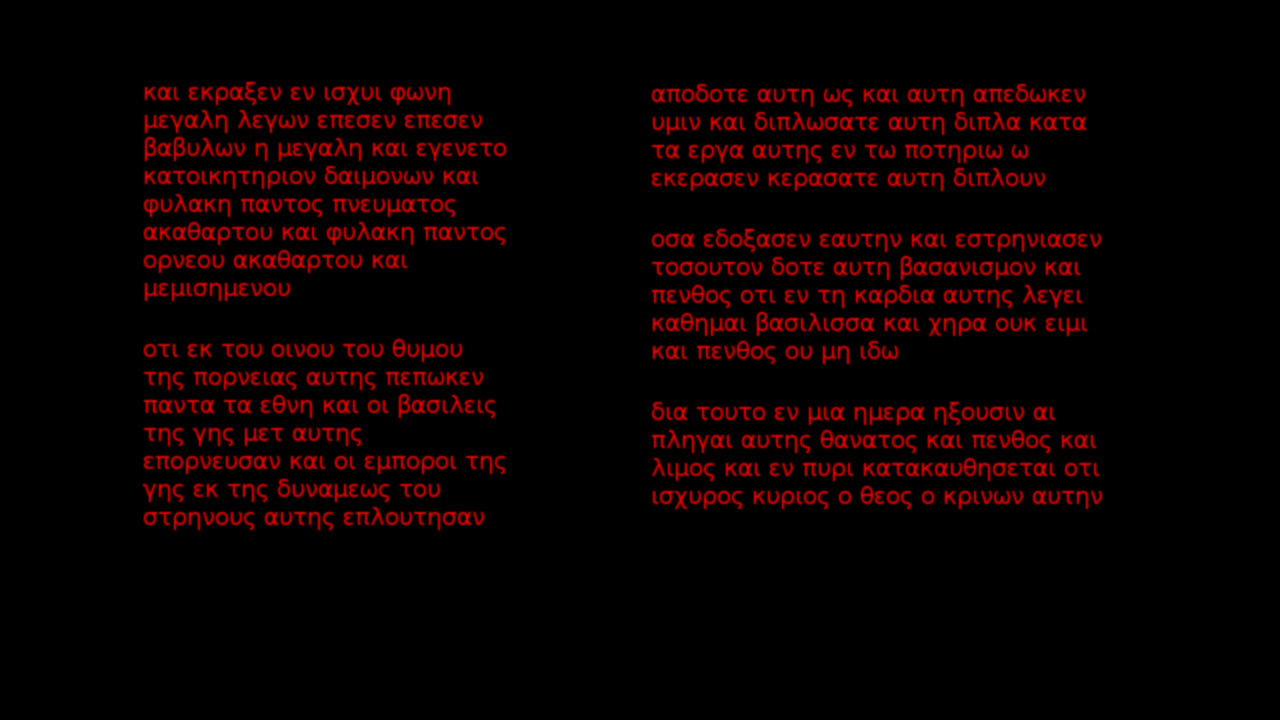 και εκραξεν εν ισχυι φωνη
μεγαλη λεγων επεσεν επεσεν
βαβυλων η μεγαλη και εγενετο
κατοικητηριον δαιμονων και
φυλακη παντος πνευματος
ακαθαρτου και φυλακη παντος
ορνεου ακαθαρτου και
μεμισημενου

οτι εκ του οινου του θυμου
της πορνειας αυτης πεπωκεν
παντα τα εθνη και οι βασιλεις
της γης μετ αυτης
επορνευσαν και οι εμποροι της
γης εκ της δυναμεως του
στρηνους αυτης επλουτησαν

αποδοτε αυτη ως και αυτη απεδωκεν
υμιν και διπλωσατε αυτη διπλα κατα
τα εργα αυτης εν τω ποτηριω ω
εκερασεν κερασατε αυτη διπλουν

οσα εδοξασεν εαυτην και εστρηνιασεν
τοσουτον δοτε αυτη βασανισμον και
πενθος οτι εν τη καρδια αυτης λεγει
καθημαι βασιλισσα και χηρα ουκ ειμι
και πενθος ου μη ιδω

δια τουτο εν μια ημερα ηξουσιν αι
πληγαι αυτης θανατος και πενθος και
λιμος και εν πυρι κατακαυθησεται οτι
ισχυρος κυριος ο θεος ο κρινων αυτην